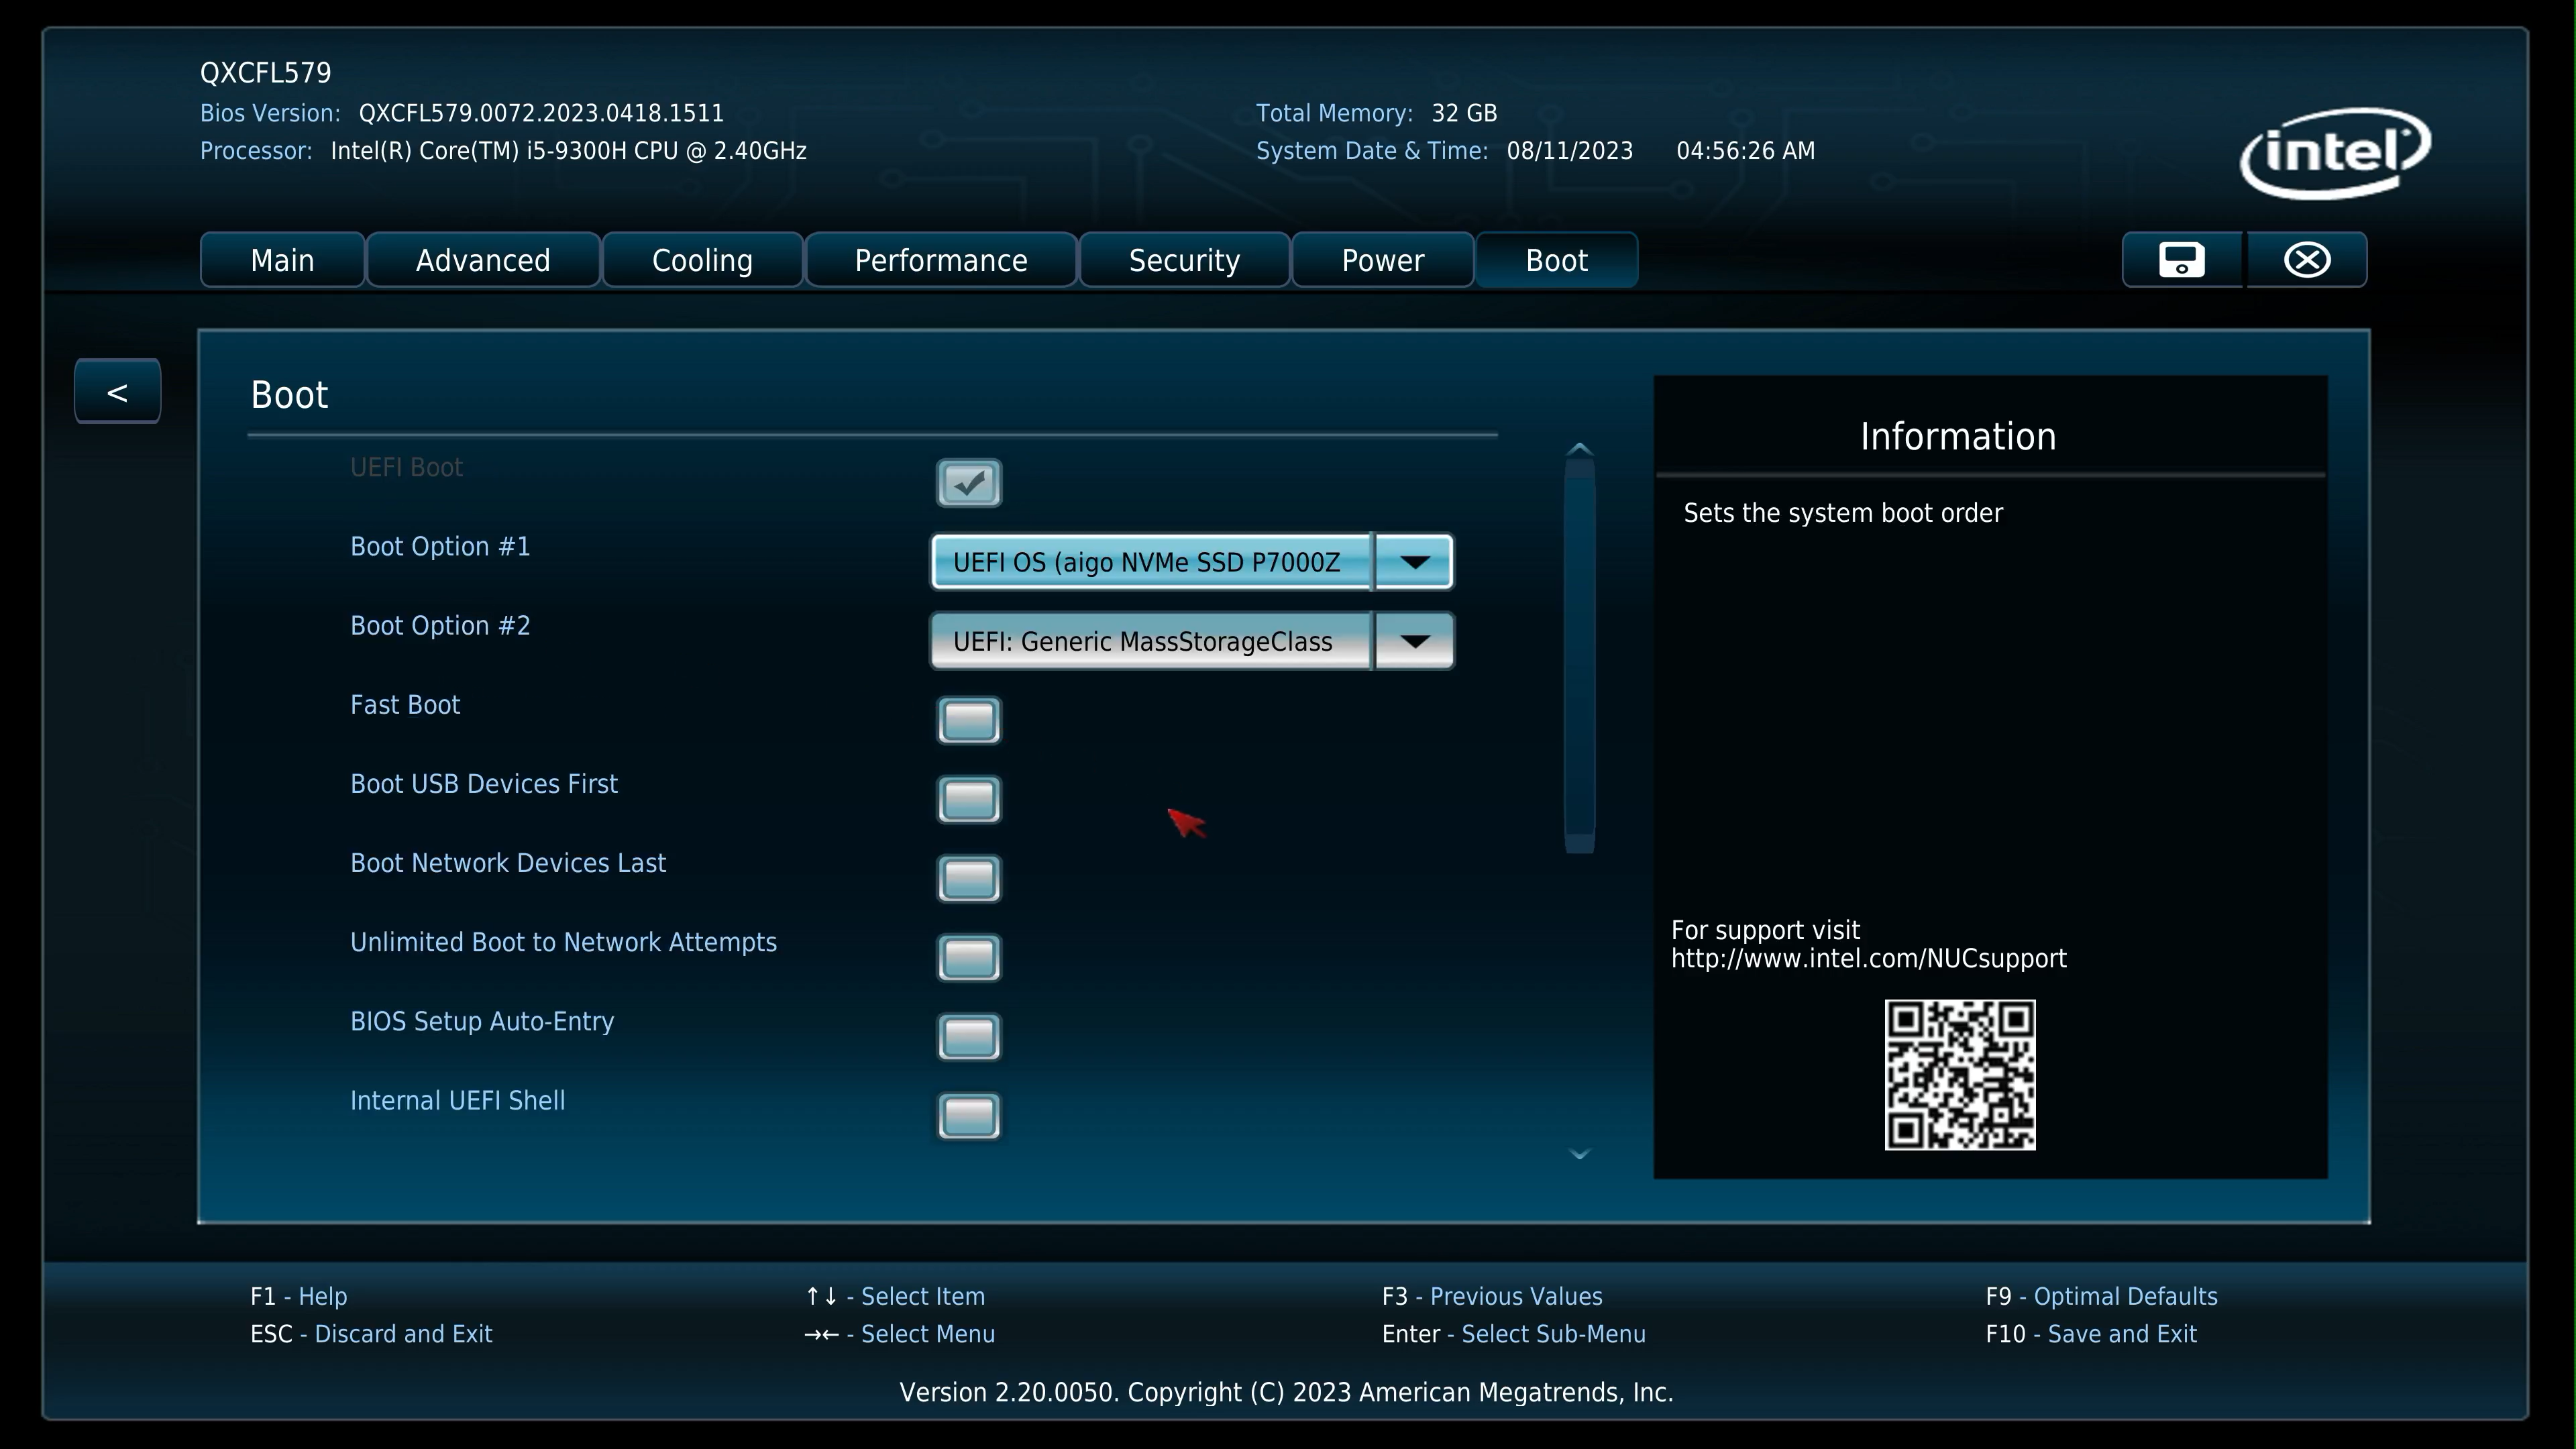 QXCFL579
Bios Version: QXCFL579.0072.2023.0418.1511
Processor: Intel(R) Core(TM) i5-9300H CPU @ 2.40GHz
Total Memory: 32 GB
System Date & Time: 08/11/2023 04:56:26 AM
intel
Main Advanced Cooling Performance Security Power Boot
<
Boot
UEFI Boot
Boot Option #1 UEFI OS (aigo NVMe SSD P7000Z
Boot Option #2 UEFI: Generic MassStorageClass
Fast Boot
Boot USB Devices First
Boot Network Devices Last
Unlimited Boot to Network Attempts
BIOS Setup Auto-Entry
Internal UEFI Shell
Information
Sets the system boot order
For support visit
http://www.intel.com/NUCsupport
F1 - Help ↑↓ - Select Item F3 - Previous Values F9 - Optimal Defaults
ESC - Discard and Exit →← - Select Menu Enter - Select Sub-Menu F10 - Save and Exit
Version 2.20.0050. Copyright (C) 2023 American Megatrends, Inc.